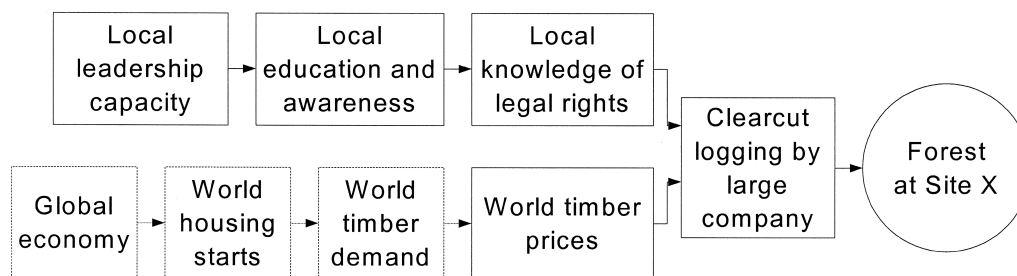 Local
leadership
capacity
Local
education and
awareness
Local
knowledge of
legal rights
Clearcut
logging by
large
company
Forest
at Site X
Global
economy
World
housing
starts
World
timber
demand
World timber
prices